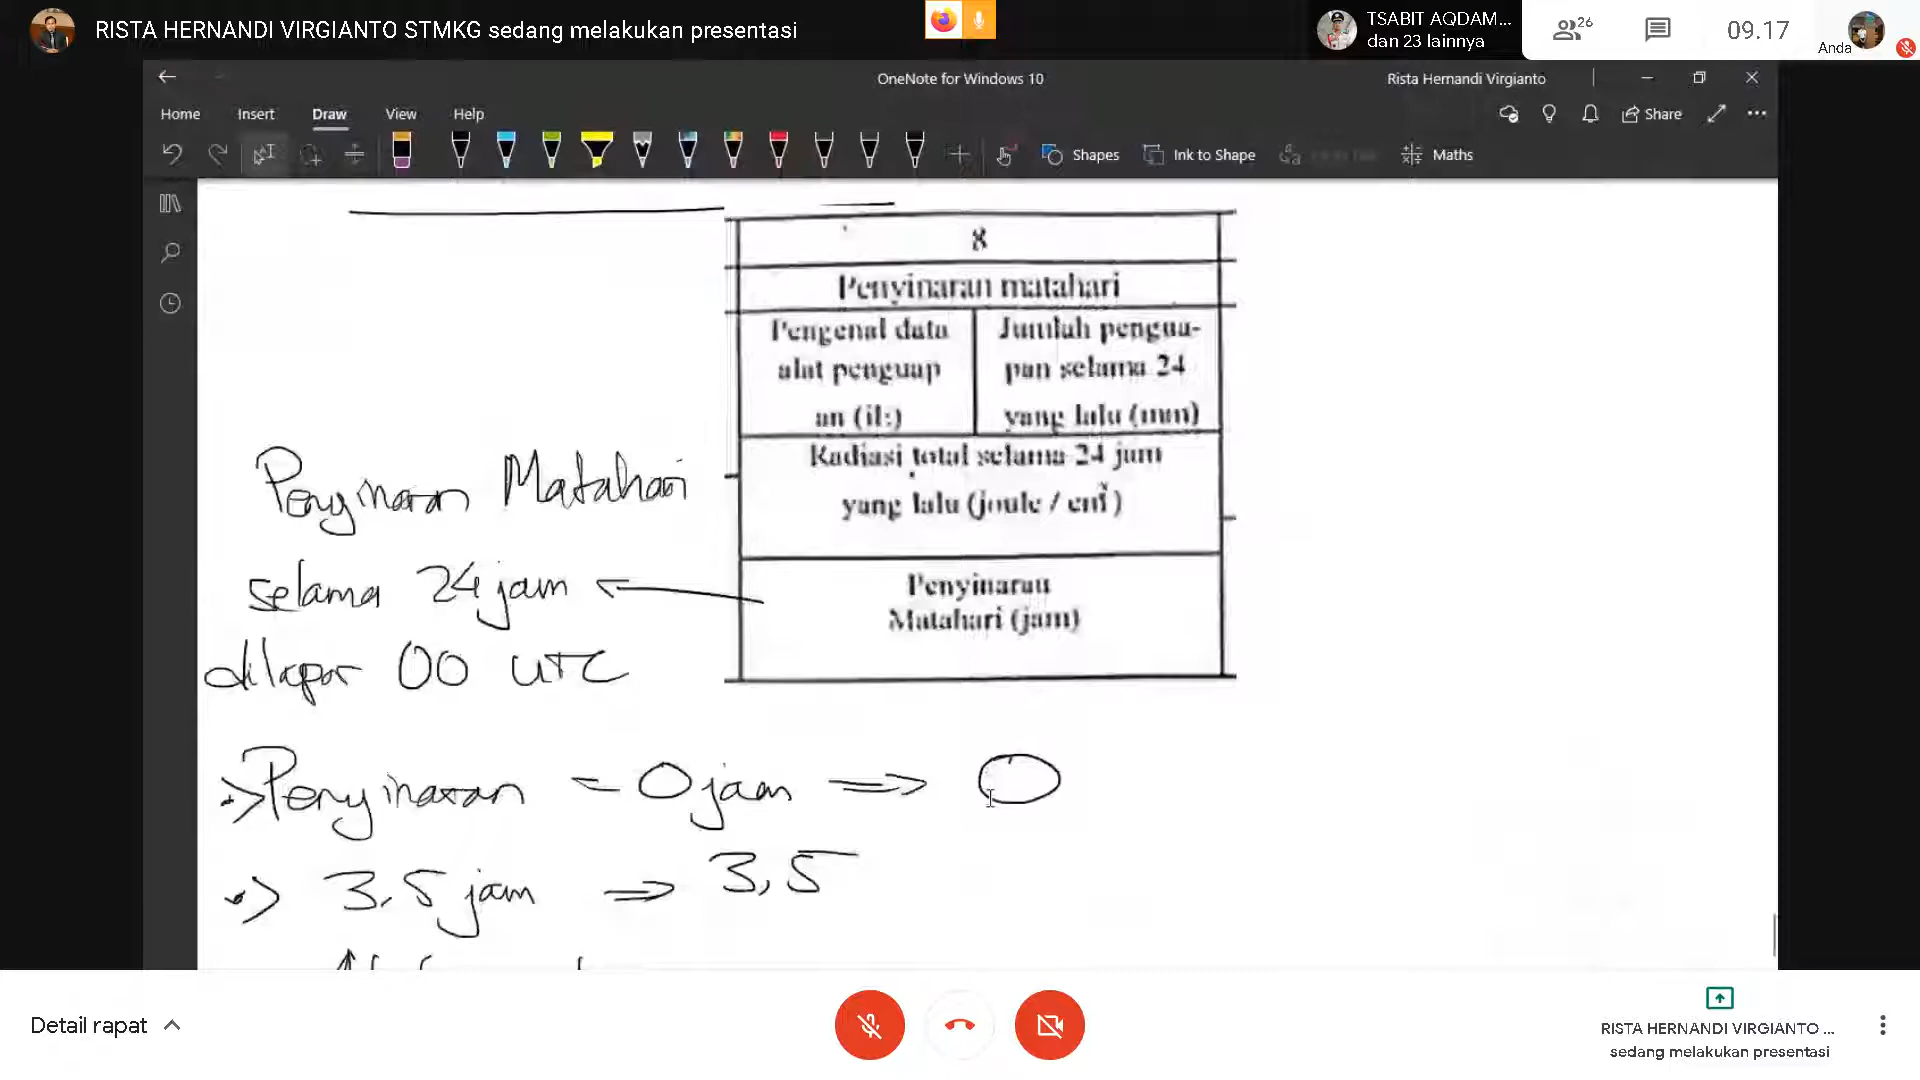 RISTA HERNANDI VIRGIANTO STMKG sedang melakukan presentasi
TSABIT AQDAM...
dan 23 lainnya
26
09.17
Anda
OneNote for Windows 10
Rista Hernandi Virgianto
Home
Insert
Draw
View
Help
Share
Shapes
Ink to Shape
Maths
8
Penyinaran matahari
Pengenal data
alat penguap
an (iE)
Jumlah pengua-
pan selama 24
yang lalu (mm)
Radiasi total selama 24 jam
yang lalu (joule / cm²)
Penyinaran
Matahari (jam)
Penyinaran Matahari
selama 24 jam
dilapor 00 UTC
Penyinaran = 0 jam => 0
3,5 jam => 3,5
Detail rapat
RISTA HERNANDI VIRGIANTO ...
sedang melakukan presentasi